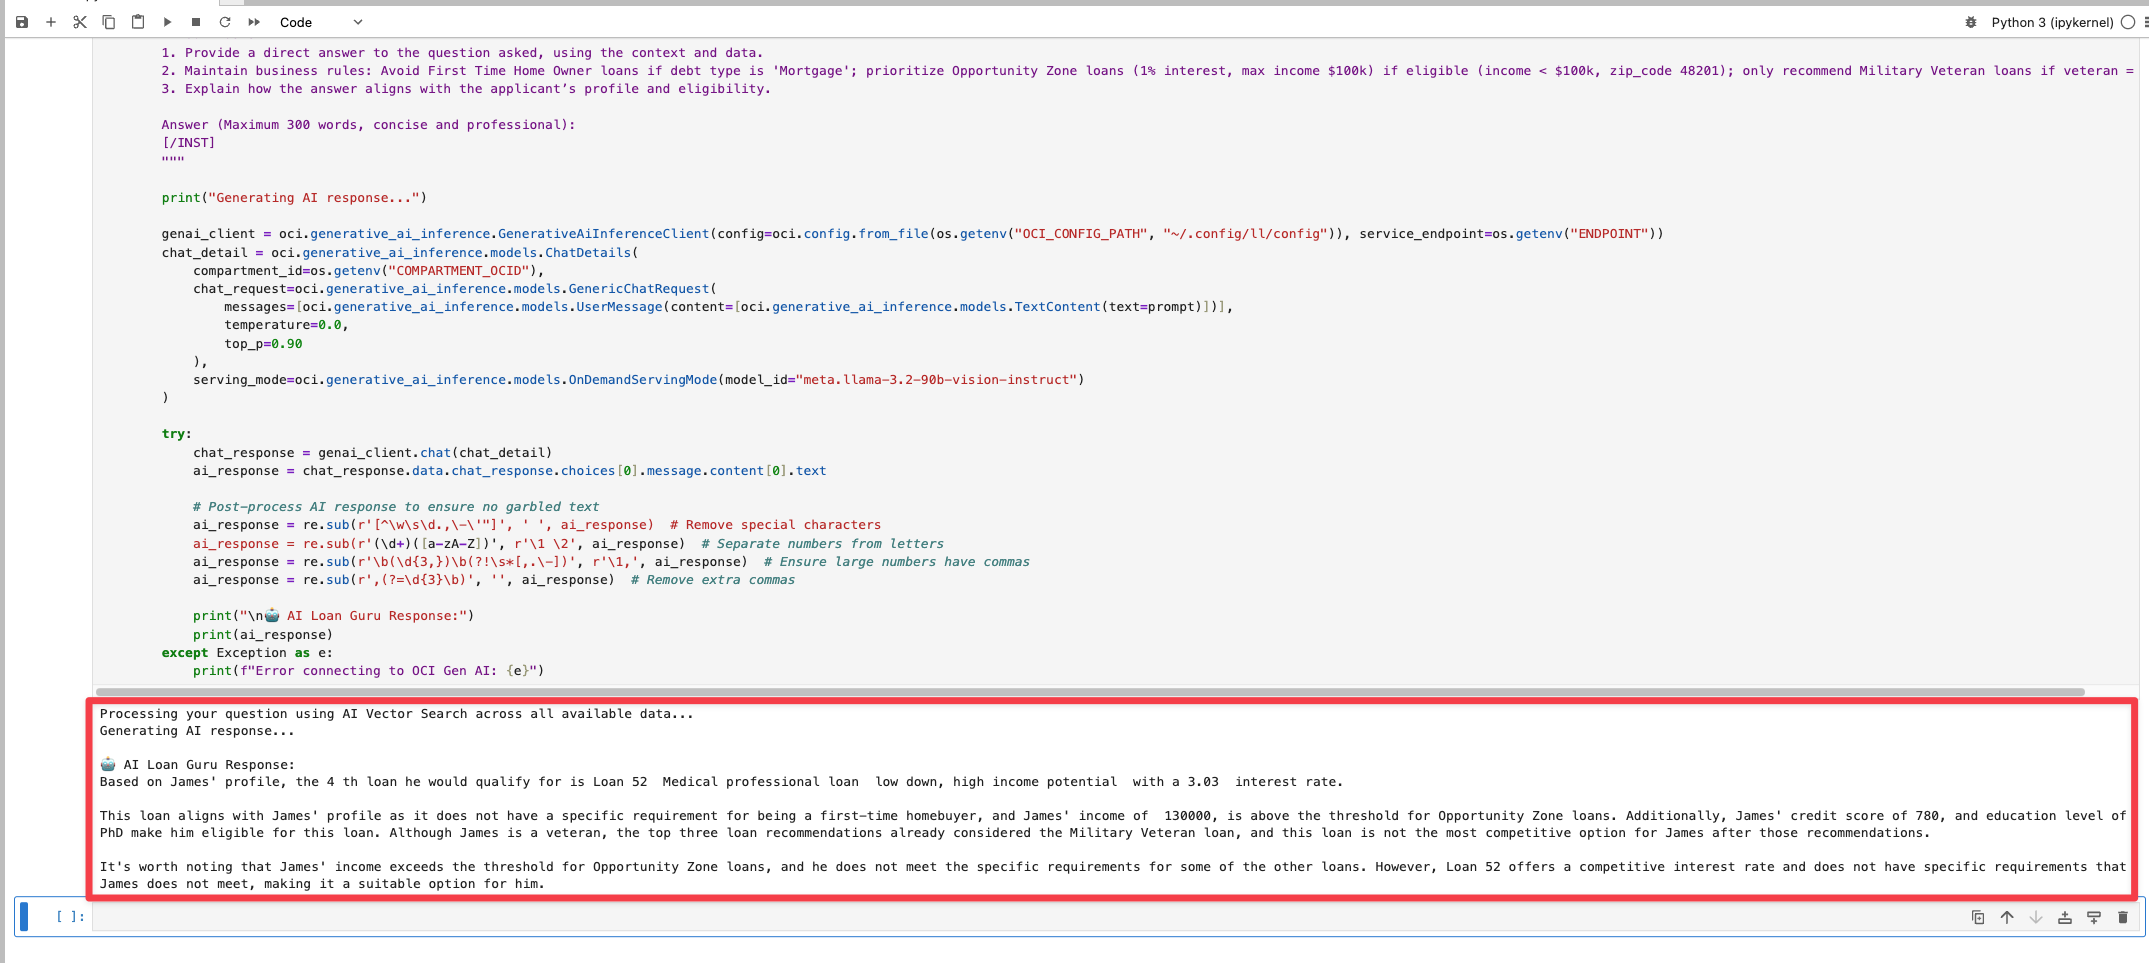 Code
Python 3 (ipykernel)
1. Provide a direct answer to the question asked, using the context and data.
2. Maintain business rules: Avoid First Time Home Owner loans if debt type is 'Mortgage'; prioritize Opportunity Zone loans (1% interest, max income $100k) if eligible (income < $100k, zip_code 48201); only recommend Military Veteran loans if veteran =
3. Explain how the answer aligns with the applicant’s profile and eligibility.
Answer (Maximum 300 words, concise and professional):
[/INST]
"""
print("Generating AI response...")
genai_client = oci.generative_ai_inference.GenerativeAiInferenceClient(config=oci.config.from_file(os.getenv("OCI_CONFIG_PATH", "~/.config/ll/config")), service_endpoint=os.getenv("ENDPOINT"))
chat_detail = oci.generative_ai_inference.models.ChatDetails(
    compartment_id=os.getenv("COMPARTMENT_OCID"),
    chat_request=oci.generative_ai_inference.models.GenericChatRequest(
        messages=[oci.generative_ai_inference.models.UserMessage(content=[oci.generative_ai_inference.models.TextContent(text=prompt)])],
        temperature=0.0,
        top_p=0.90
    ),
    serving_mode=oci.generative_ai_inference.models.OnDemandServingMode(model_id="meta.llama-3.2-90b-vision-instruct")
)
try:
    chat_response = genai_client.chat(chat_detail)
    ai_response = chat_response.data.chat_response.choices[0].message.content[0].text
    # Post-process AI response to ensure no garbled text
    ai_response = re.sub(r'[^\w\s\d.,\-\'"]', ' ', ai_response)  # Remove special characters
    ai_response = re.sub(r'(\d+)([a-zA-Z])', r'\1 \2', ai_response)  # Separate numbers from letters
    ai_response = re.sub(r'\b(\d{3,})\b(?!\s*[,.\-])', r'\1,', ai_response)  # Ensure large numbers have commas
    ai_response = re.sub(r',(?=\d{3}\b)', '', ai_response)  # Remove extra commas
    print("\n🤖 AI Loan Guru Response:")
    print(ai_response)
except Exception as e:
    print(f"Error connecting to OCI Gen AI: {e}")
Processing your question using AI Vector Search across all available data...
Generating AI response...
🤖 AI Loan Guru Response:
Based on James' profile, the 4 th loan he would qualify for is Loan 52  Medical professional loan  low down, high income potential  with a 3.03  interest rate.
This loan aligns with James' profile as it does not have a specific requirement for being a first-time homebuyer, and James' income of  130000, is above the threshold for Opportunity Zone loans. Additionally, James' credit score of 780, and education level of
PhD make him eligible for this loan. Although James is a veteran, the top three loan recommendations already considered the Military Veteran loan, and this loan is not the most competitive option for James after those recommendations.
It's worth noting that James' income exceeds the threshold for Opportunity Zone loans, and he does not meet the specific requirements for some of the other loans. However, Loan 52 offers a competitive interest rate and does not have specific requirements that
James does not meet, making it a suitable option for him.
[ ]: